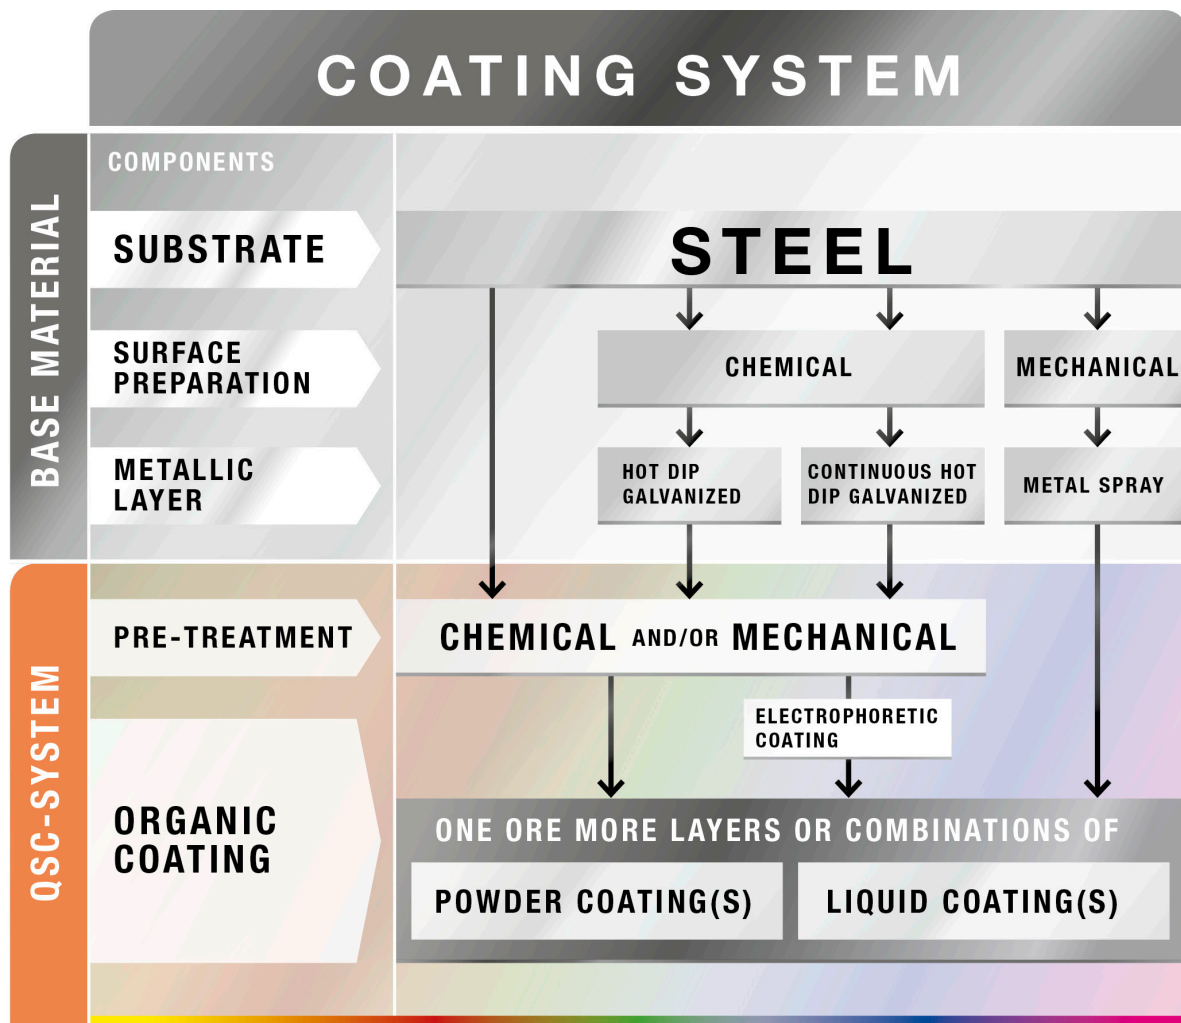 COATING SYSTEM
BASE MATERIAL
COMPONENTS
SUBSTRATE
STEEL
SURFACE
PREPARATION
CHEMICAL
MECHANICAL
METALLIC
LAYER
HOT DIP
GALVANIZED
CONTINUOUS HOT
DIP GALVANIZED
METAL SPRAY
QSC-SYSTEM
PRE-TREATMENT
CHEMICAL AND/OR MECHANICAL
ELECTROPHORETIC
COATING
ORGANIC
COATING
ONE ORE MORE LAYERS OR COMBINATIONS OF
POWDER COATING(S)
LIQUID COATING(S)